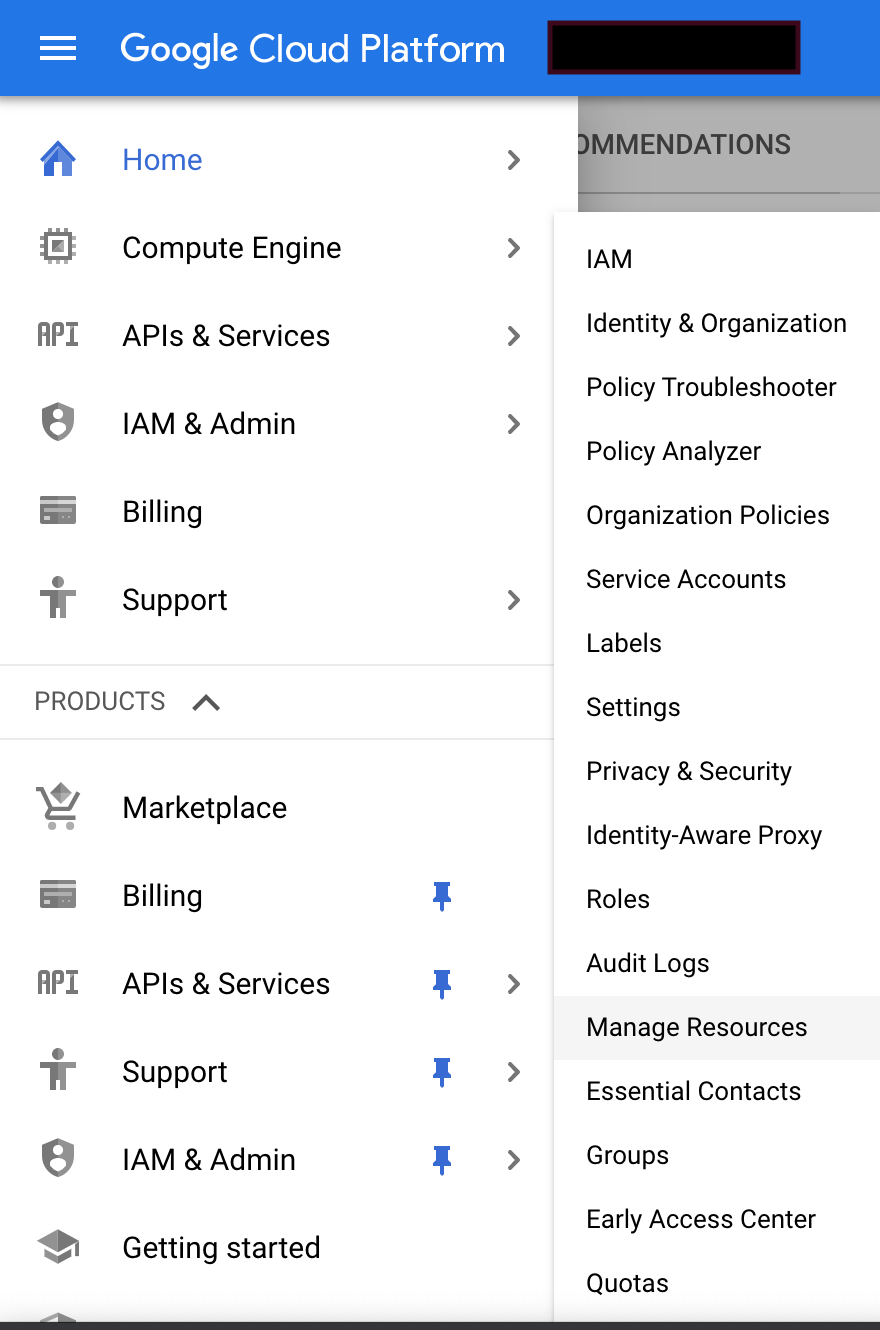 Google Cloud Platform
Home
Compute Engine
API APIs & Services
IAM & Admin
Billing
Support
PRODUCTS
Marketplace
Billing
API APIs & Services
Support
IAM & Admin
Getting started
OMMENDATIONS
IAM
Identity & Organization
Policy Troubleshooter
Policy Analyzer
Organization Policies
Service Accounts
Labels
Settings
Privacy & Security
Identity-Aware Proxy
Roles
Audit Logs
Manage Resources
Essential Contacts
Groups
Early Access Center
Quotas